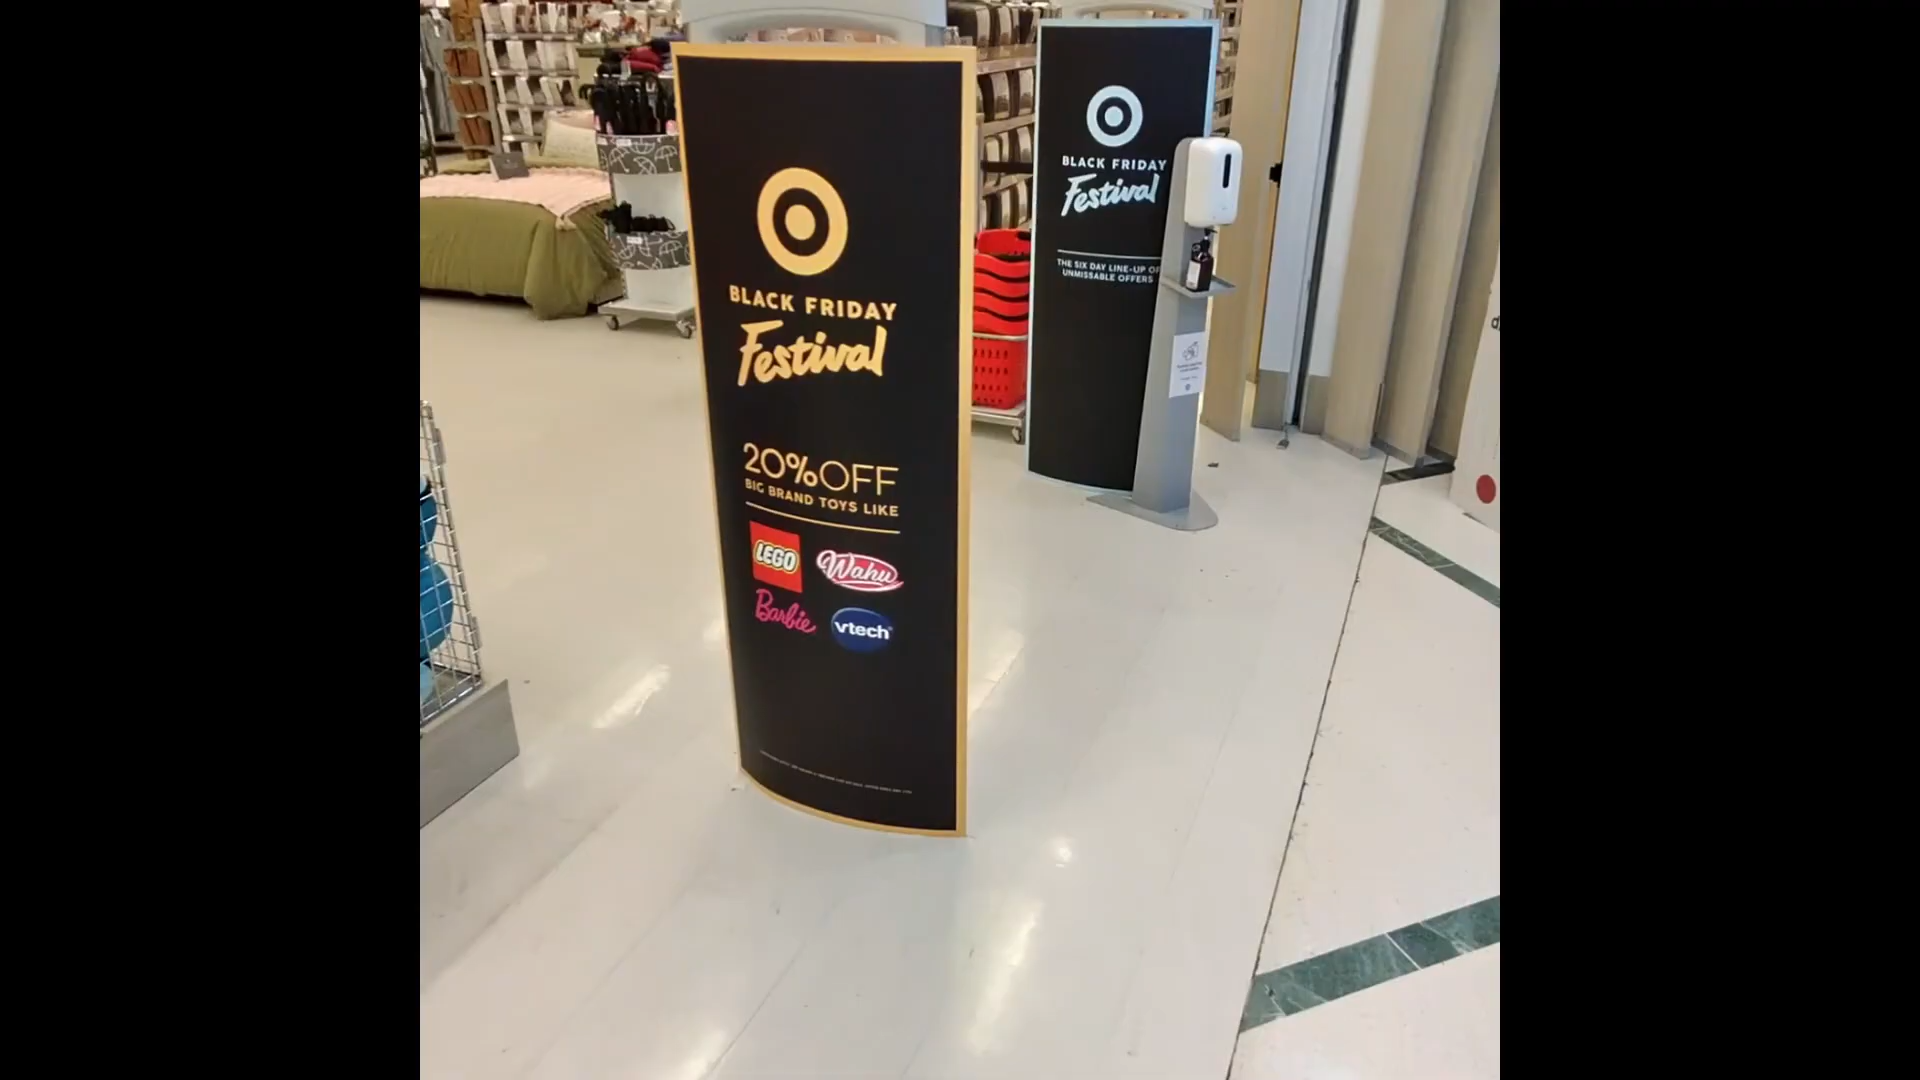 BLACK FRIDAY
Festival
20%OFF
BIG BRAND TOYS LIKE
LEGO
Wahu
Barbie
vtech
BLACK FRIDAY
Festival
THE SIX DAY LINE-UP OF
UNMISSABLE OFFERS